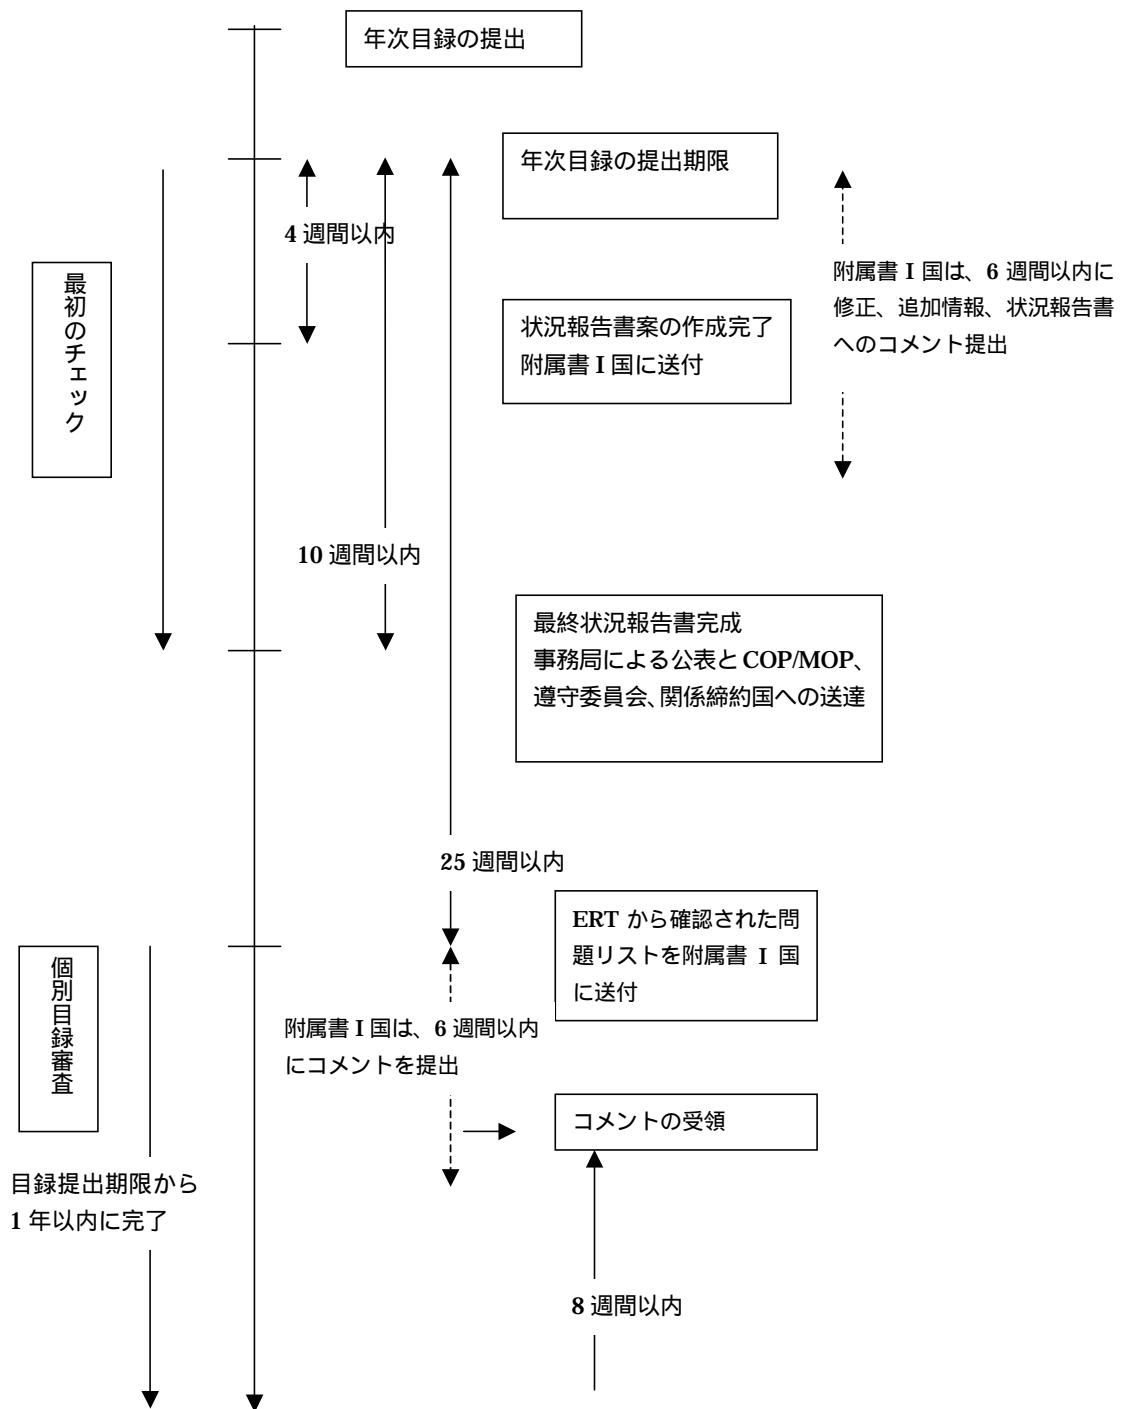 年次目録の提出
年次目録の提出期限
4 週間以内
附属書 I 国は、6 週間以内に
修正、追加情報、状況報告書
へのコメント提出
最初のチェック
状況報告書案の作成完了
附属書 I 国に送付
10 週間以内
最終状況報告書完成
事務局による公表と COP/MOP、
遵守委員会、関係締約国への送達
25 週間以内
ERT から確認された問
題リストを附属書 I 国
に送付
個別目録審査
附属書 I 国は、6 週間以内
にコメントを提出
コメントの受領
目録提出期限から
1 年以内に完了
8 週間以内